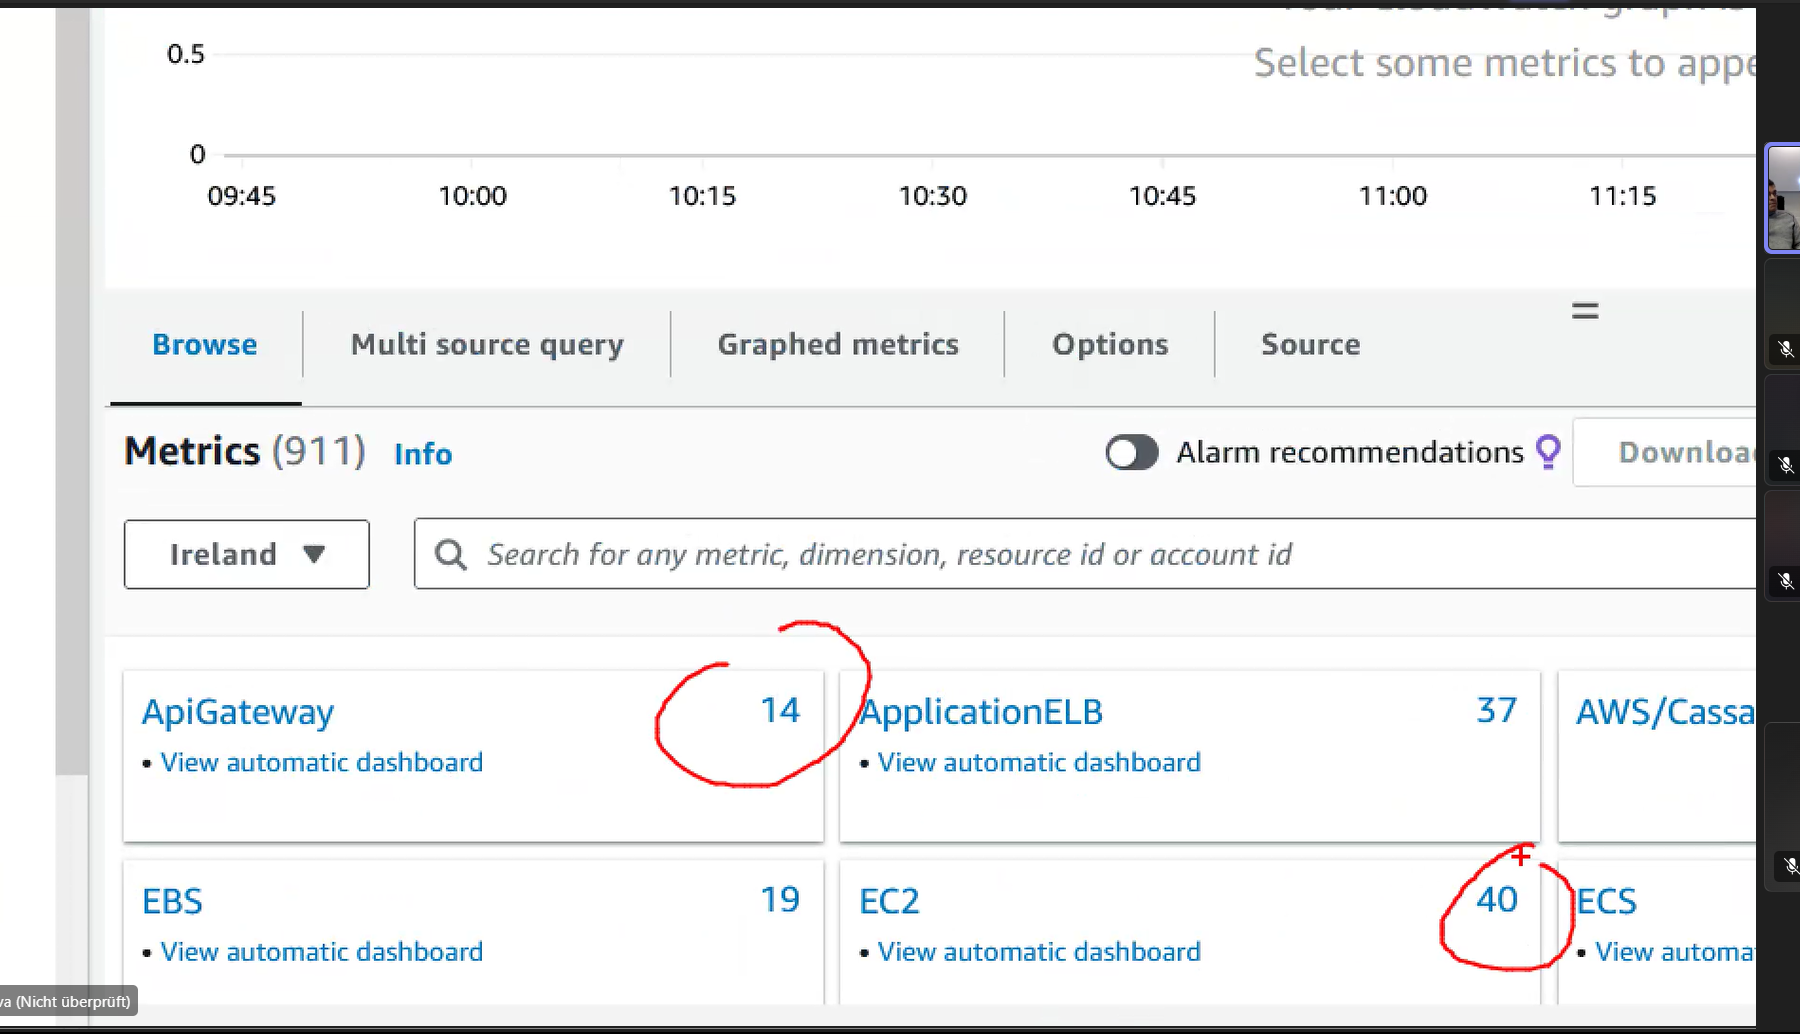 Select some metrics to appe
0.5
0
09:45 10:00 10:15 10:30 10:45 11:00 11:15
Browse Multi source query Graphed metrics Options Source
Metrics (911) Info Alarm recommendations Downloa
Ireland Search for any metric, dimension, resource id or account id
ApiGateway 14 ApplicationELB 37 AWS/Cassa
• View automatic dashboard • View automatic dashboard
EBS 19 EC2 40 ECS
• View automatic dashboard • View automatic dashboard • View automa
va (Nicht überprüft)